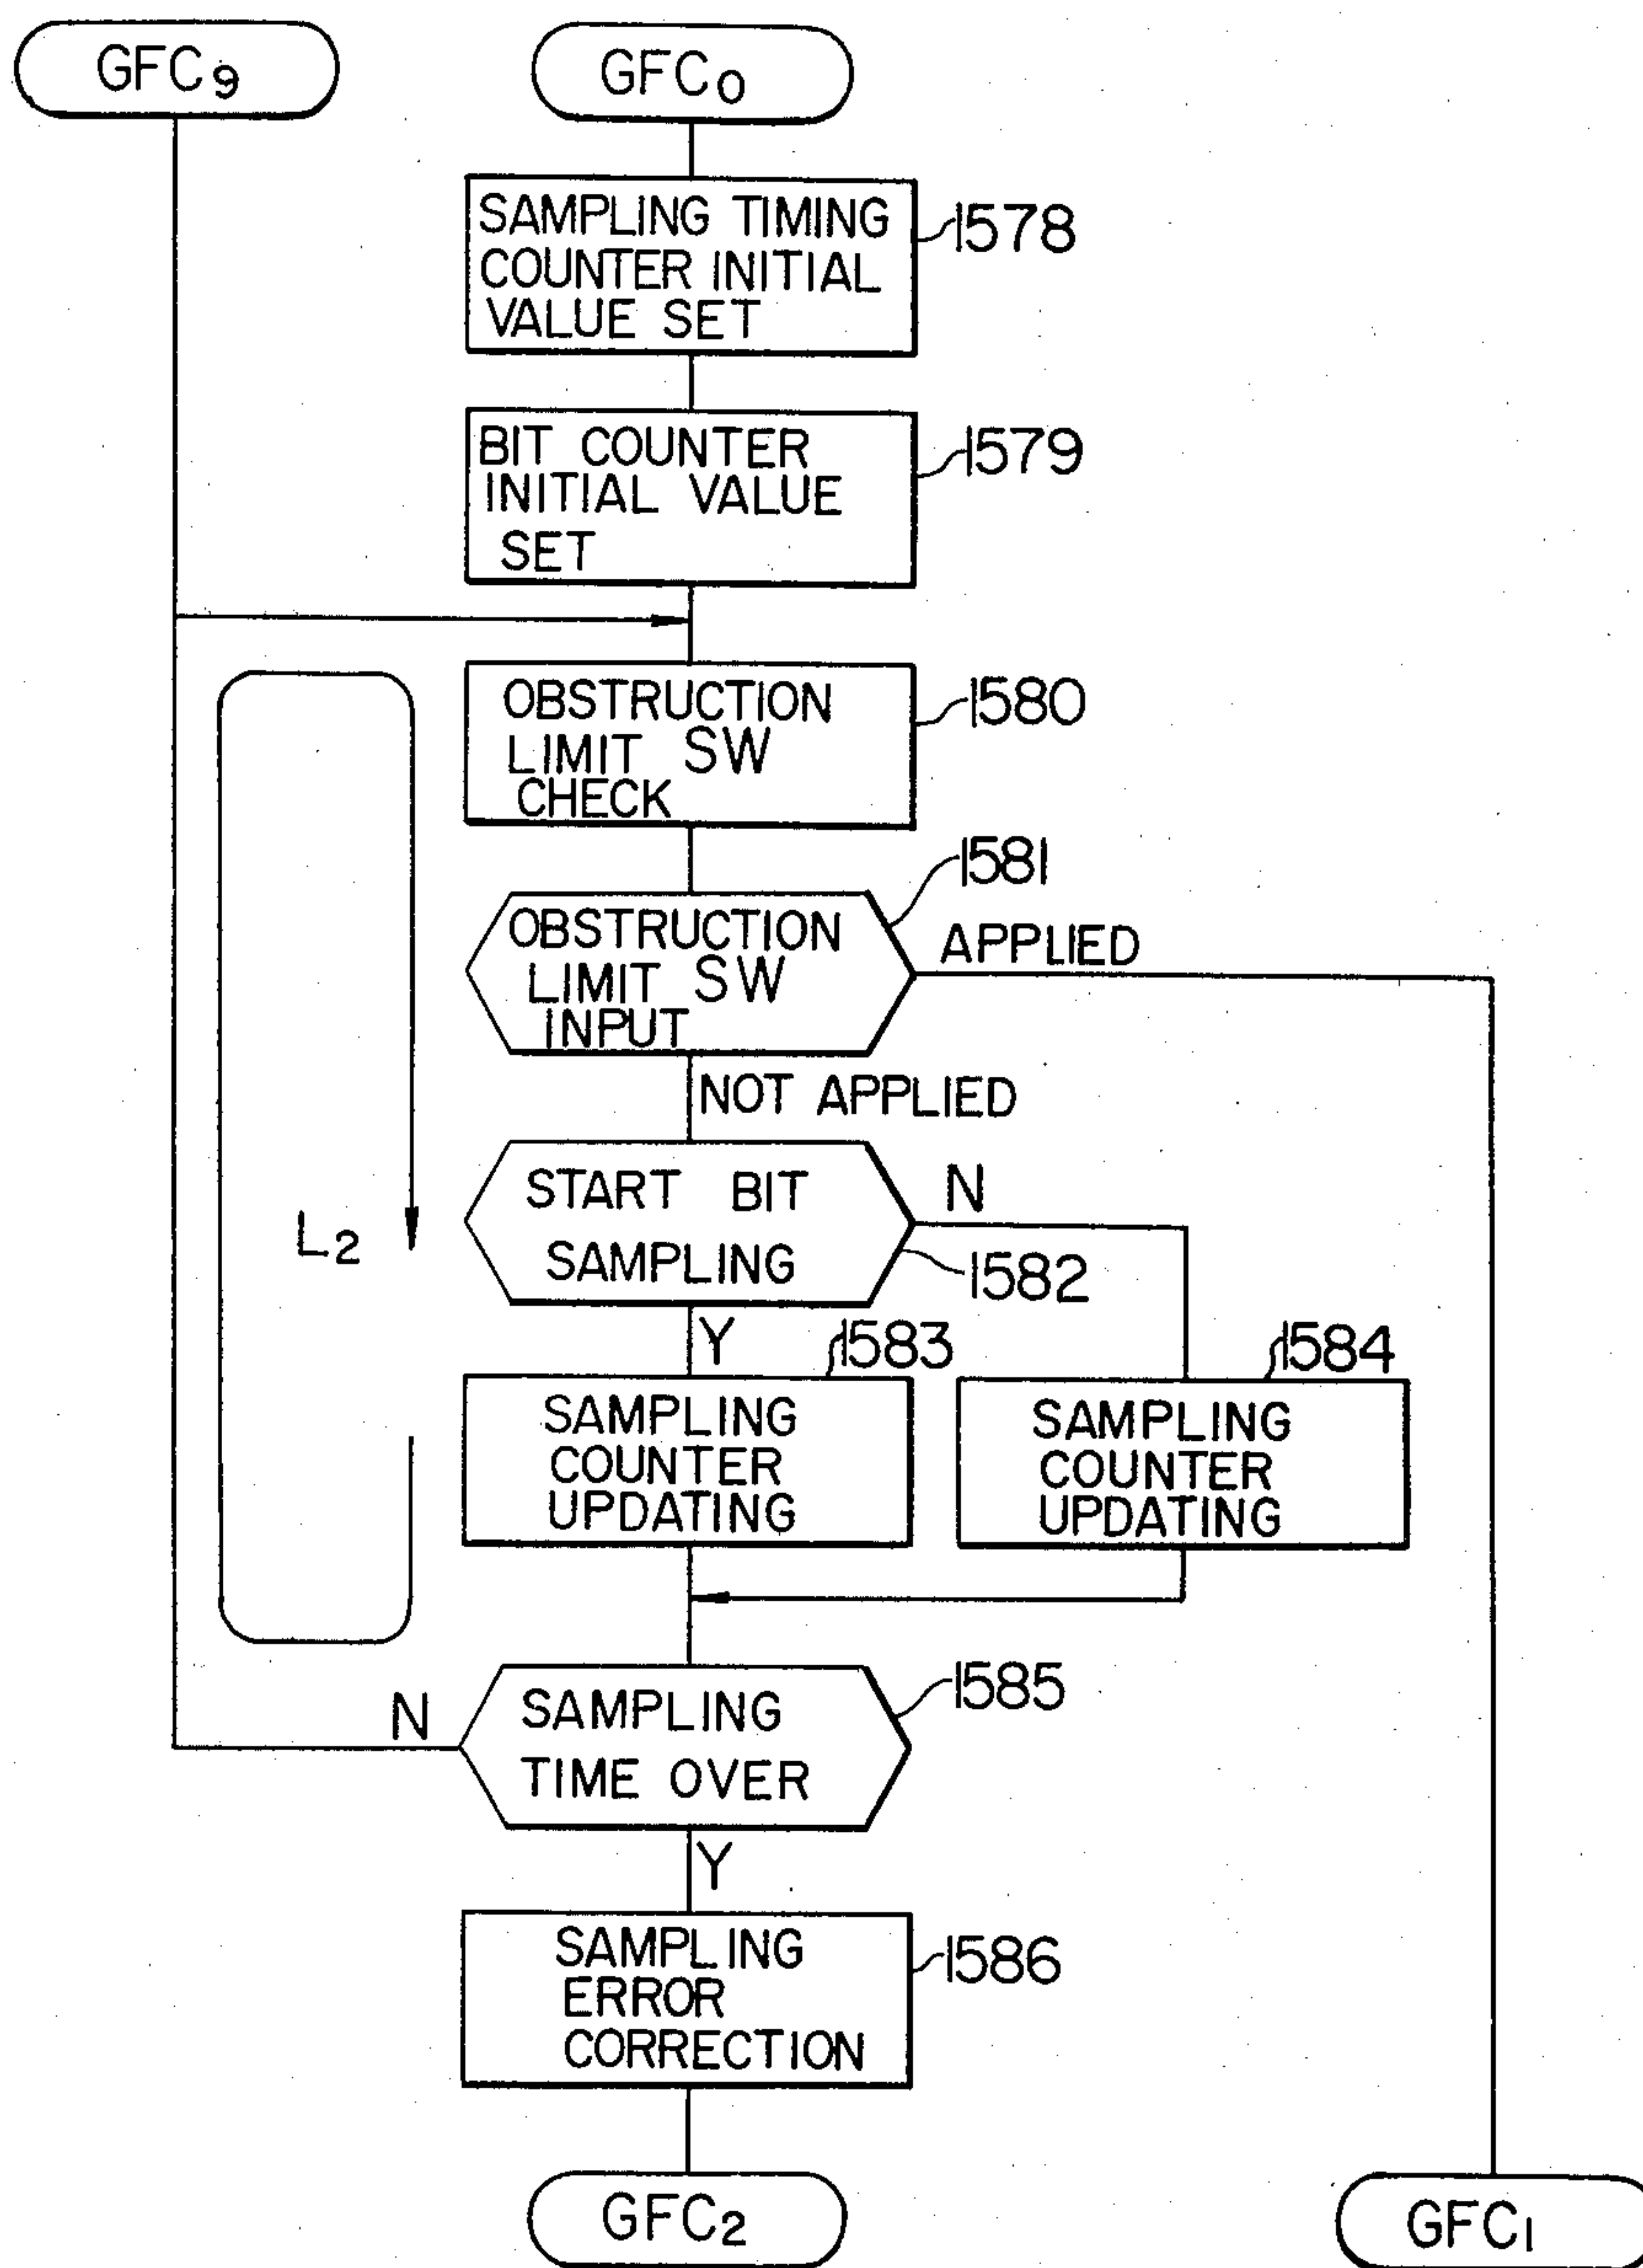 GFC9
GFC0
SAMPLING TIMING
COUNTER INITIAL
VALUE SET
1578
BIT COUNTER
INITIAL VALUE
SET
1579
OBSTRUCTION
LIMIT SW
CHECK
1580
1581
OBSTRUCTION
LIMIT SW
INPUT
APPLIED
NOT APPLIED
START BIT
SAMPLING
N
1582
L2
Y
1583
1584
SAMPLING
COUNTER
UPDATING
SAMPLING
COUNTER
UPDATING
1585
N
SAMPLING
TIME OVER
Y
SAMPLING
ERROR
CORRECTION
1586
GFC2
GFC1